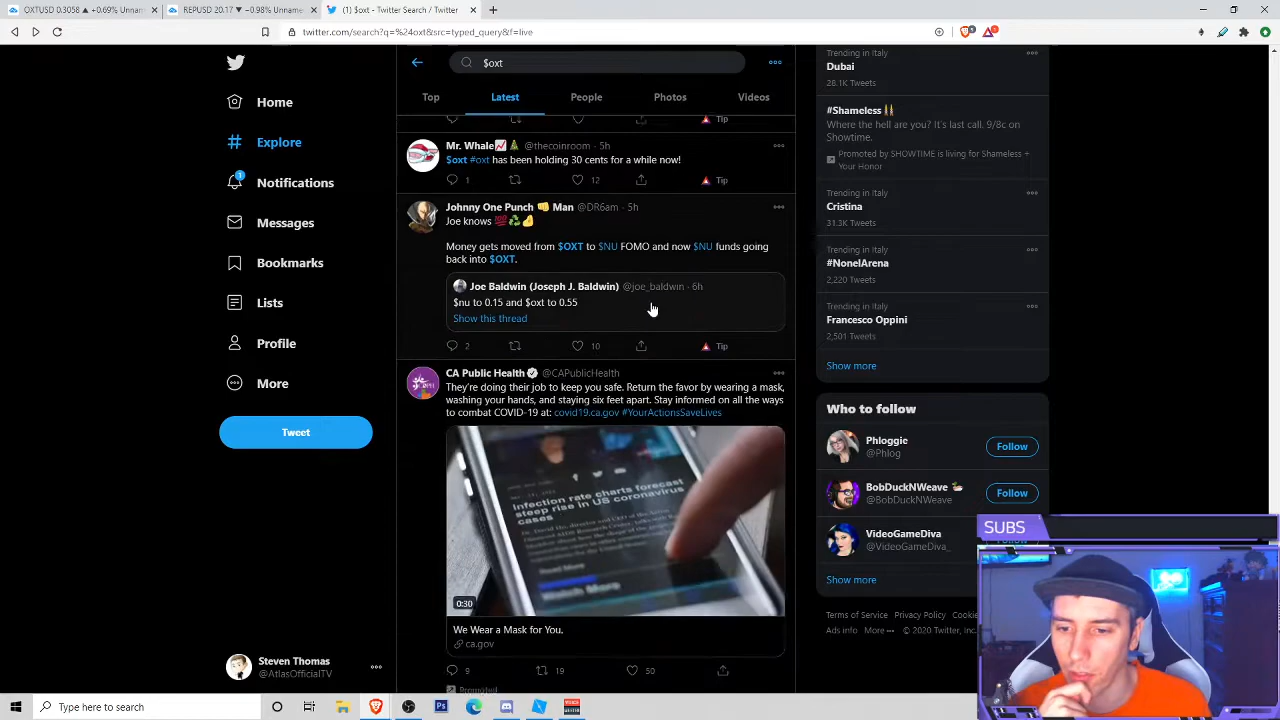 OXTUSD 0.3058 ▲ +0.69% Unnam
REPUSD 20.17 ▼ −0.98% Unname
(1) $oxt - Twitter Search / Twitter
twitter.com/search?q=%24oxt&src=typed_query&f=live
Home
Explore
Notifications
Messages
Bookmarks
Lists
Profile
More
Tweet
Steven Thomas
@AtlasOfficialTV
$oxt
Top
Latest
People
Photos
Videos
Tip
Mr. Whale @thecoinroom · 5h
$oxt #oxt has been holding 30 cents for a while now!
1
12
Tip
Johnny One Punch 👊 Man @DR6am · 5h
Joe knows 💯♻️💪
Money gets moved from $OXT to $NU FOMO and now $NU funds going
back into $OXT.
Joe Baldwin (Joseph J. Baldwin) @joe_baldwin · 6h
$nu to 0.15 and $oxt to 0.55
Show this thread
2
10
Tip
CA Public Health @CAPublicHealth
They're doing their job to keep you safe. Return the favor by wearing a mask,
washing your hands, and staying six feet apart. Stay informed on all the ways
to combat COVID-19 at: covid19.ca.gov #YourActionsSaveLives
Infection rate charts forecast
steep rise in US coronavirus
cases
Read More
Watch More
0:30
We Wear a Mask for You.
ca.gov
9
19
50
Promoted
Trending in Italy
Dubai
28.1K Tweets
#Shameless
Where the hell are you? It's last call. 9/8c on
Showtime.
Promoted by SHOWTIME is living for Shameless +
Your Honor
Trending in Italy
Cristina
31.3K Tweets
Trending in Italy
#NonelArena
2,220 Tweets
Trending in Italy
Francesco Oppini
2,501 Tweets
Show more
Who to follow
Phloggie
@Phlog
Follow
BobDuckNWeave
@BobDuckNWeave
Follow
VideoGameDiva
@VideoGameDiva_
Show more
Terms of Service Privacy Policy Cookie
Ad info More ••• © 2020 Twitter, Inc.
SUBS
Type here to search